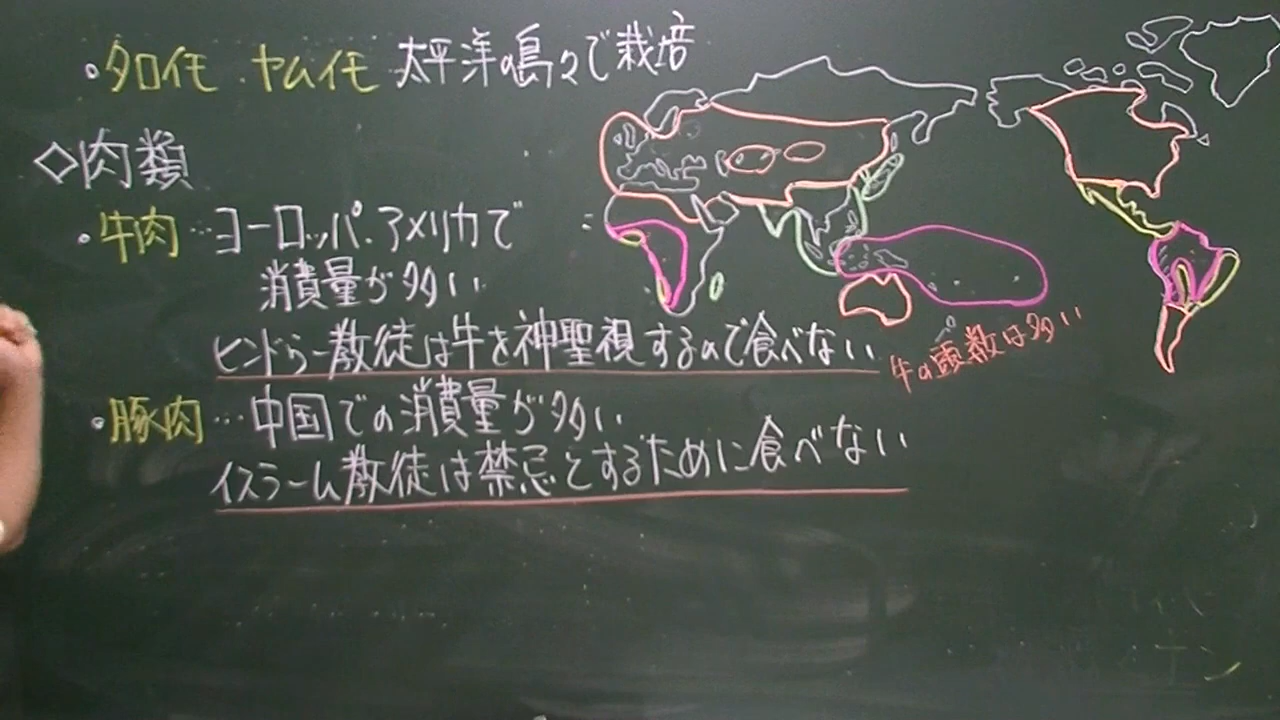 ・タロイモ ・ヤムイモ 太平洋の島々で栽培
◇肉類
・牛肉…ヨーロッパ・アメリカで
消費量が多い
ヒンドゥー教徒は牛を神聖視するので食べない
牛の頭数は多い
・豚肉…中国での消費量が多い
イスラーム教徒は禁忌とするために食べない